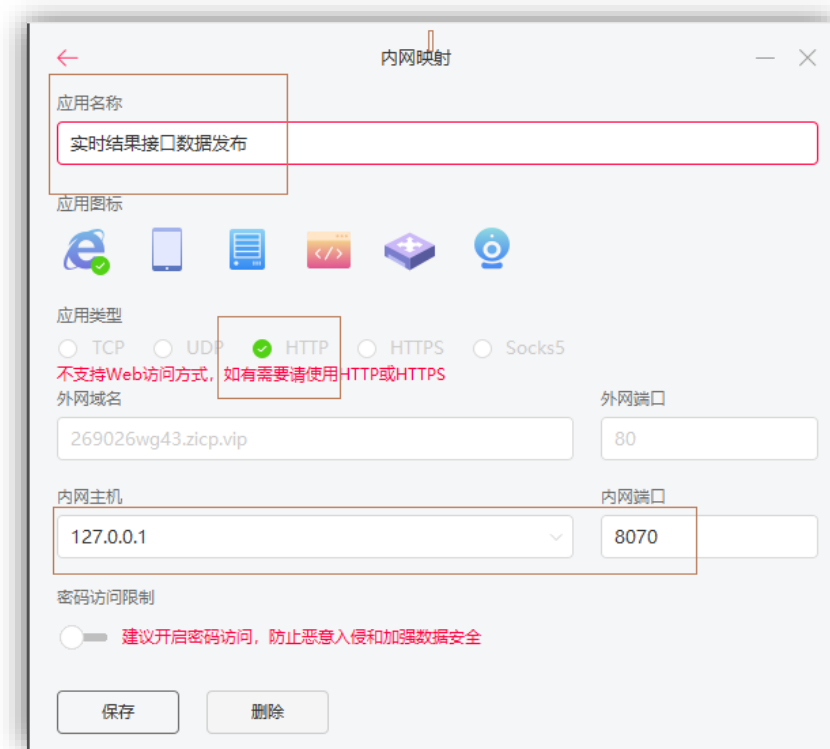 内网映射
应用名称
实时结果接口数据发布
应用图标
应用类型
TCP UDP HTTP HTTPS Socks5
不支持Web访问方式，如有需要请使用HTTP或HTTPS
外网域名 外网端口
269026wg43.zicp.vip 80
内网主机 内网端口
127.0.0.1 8070
密码访问限制
建议开启密码访问，防止恶意入侵和加强数据安全
保存 删除